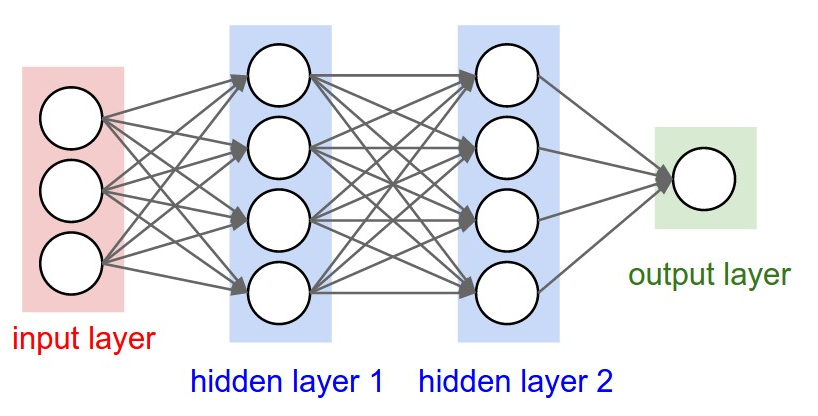 input layer
hidden layer 1
hidden layer 2
output layer